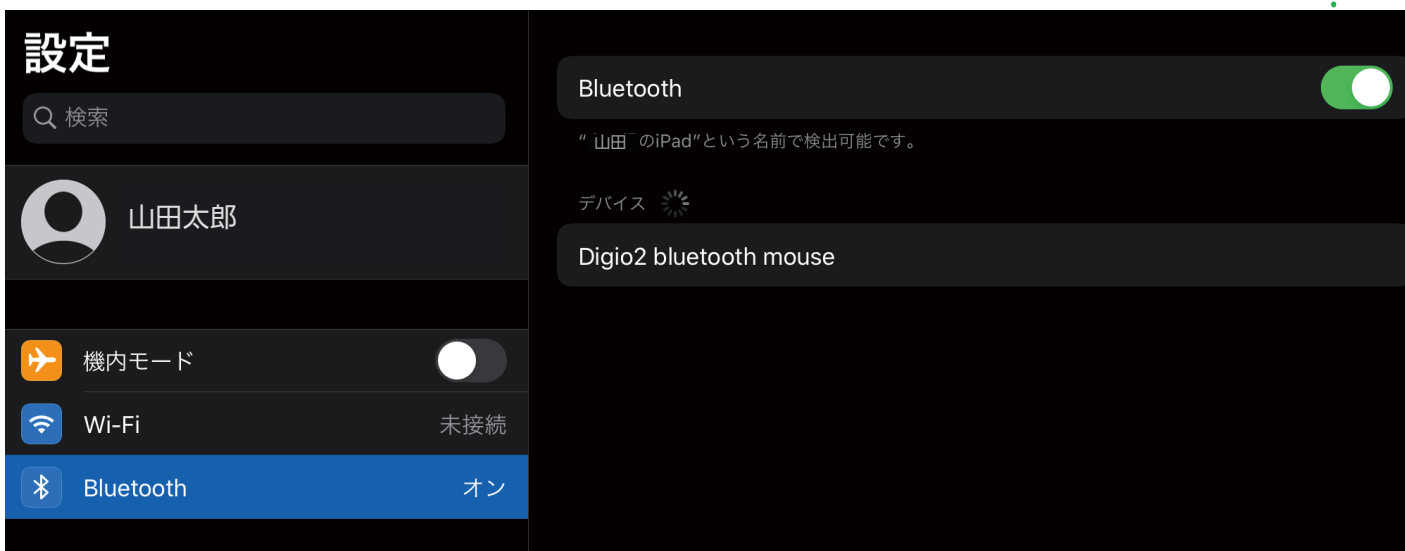 設定
検索
山田太郎
機内モード
Wi-Fi 未接続
Bluetooth オン
Bluetooth
“山田 のiPad”という名前で検出可能です。
デバイス
Digio2 bluetooth mouse